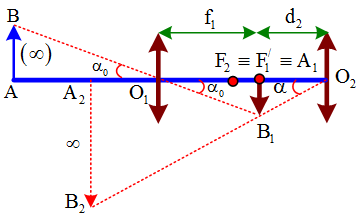 f₁ d₂
B
(∞) α₀ F₂ ≡ F₁′ ≡ A₁
A A₂ O₁ α₀ α O₂
∞ B₁
B₂